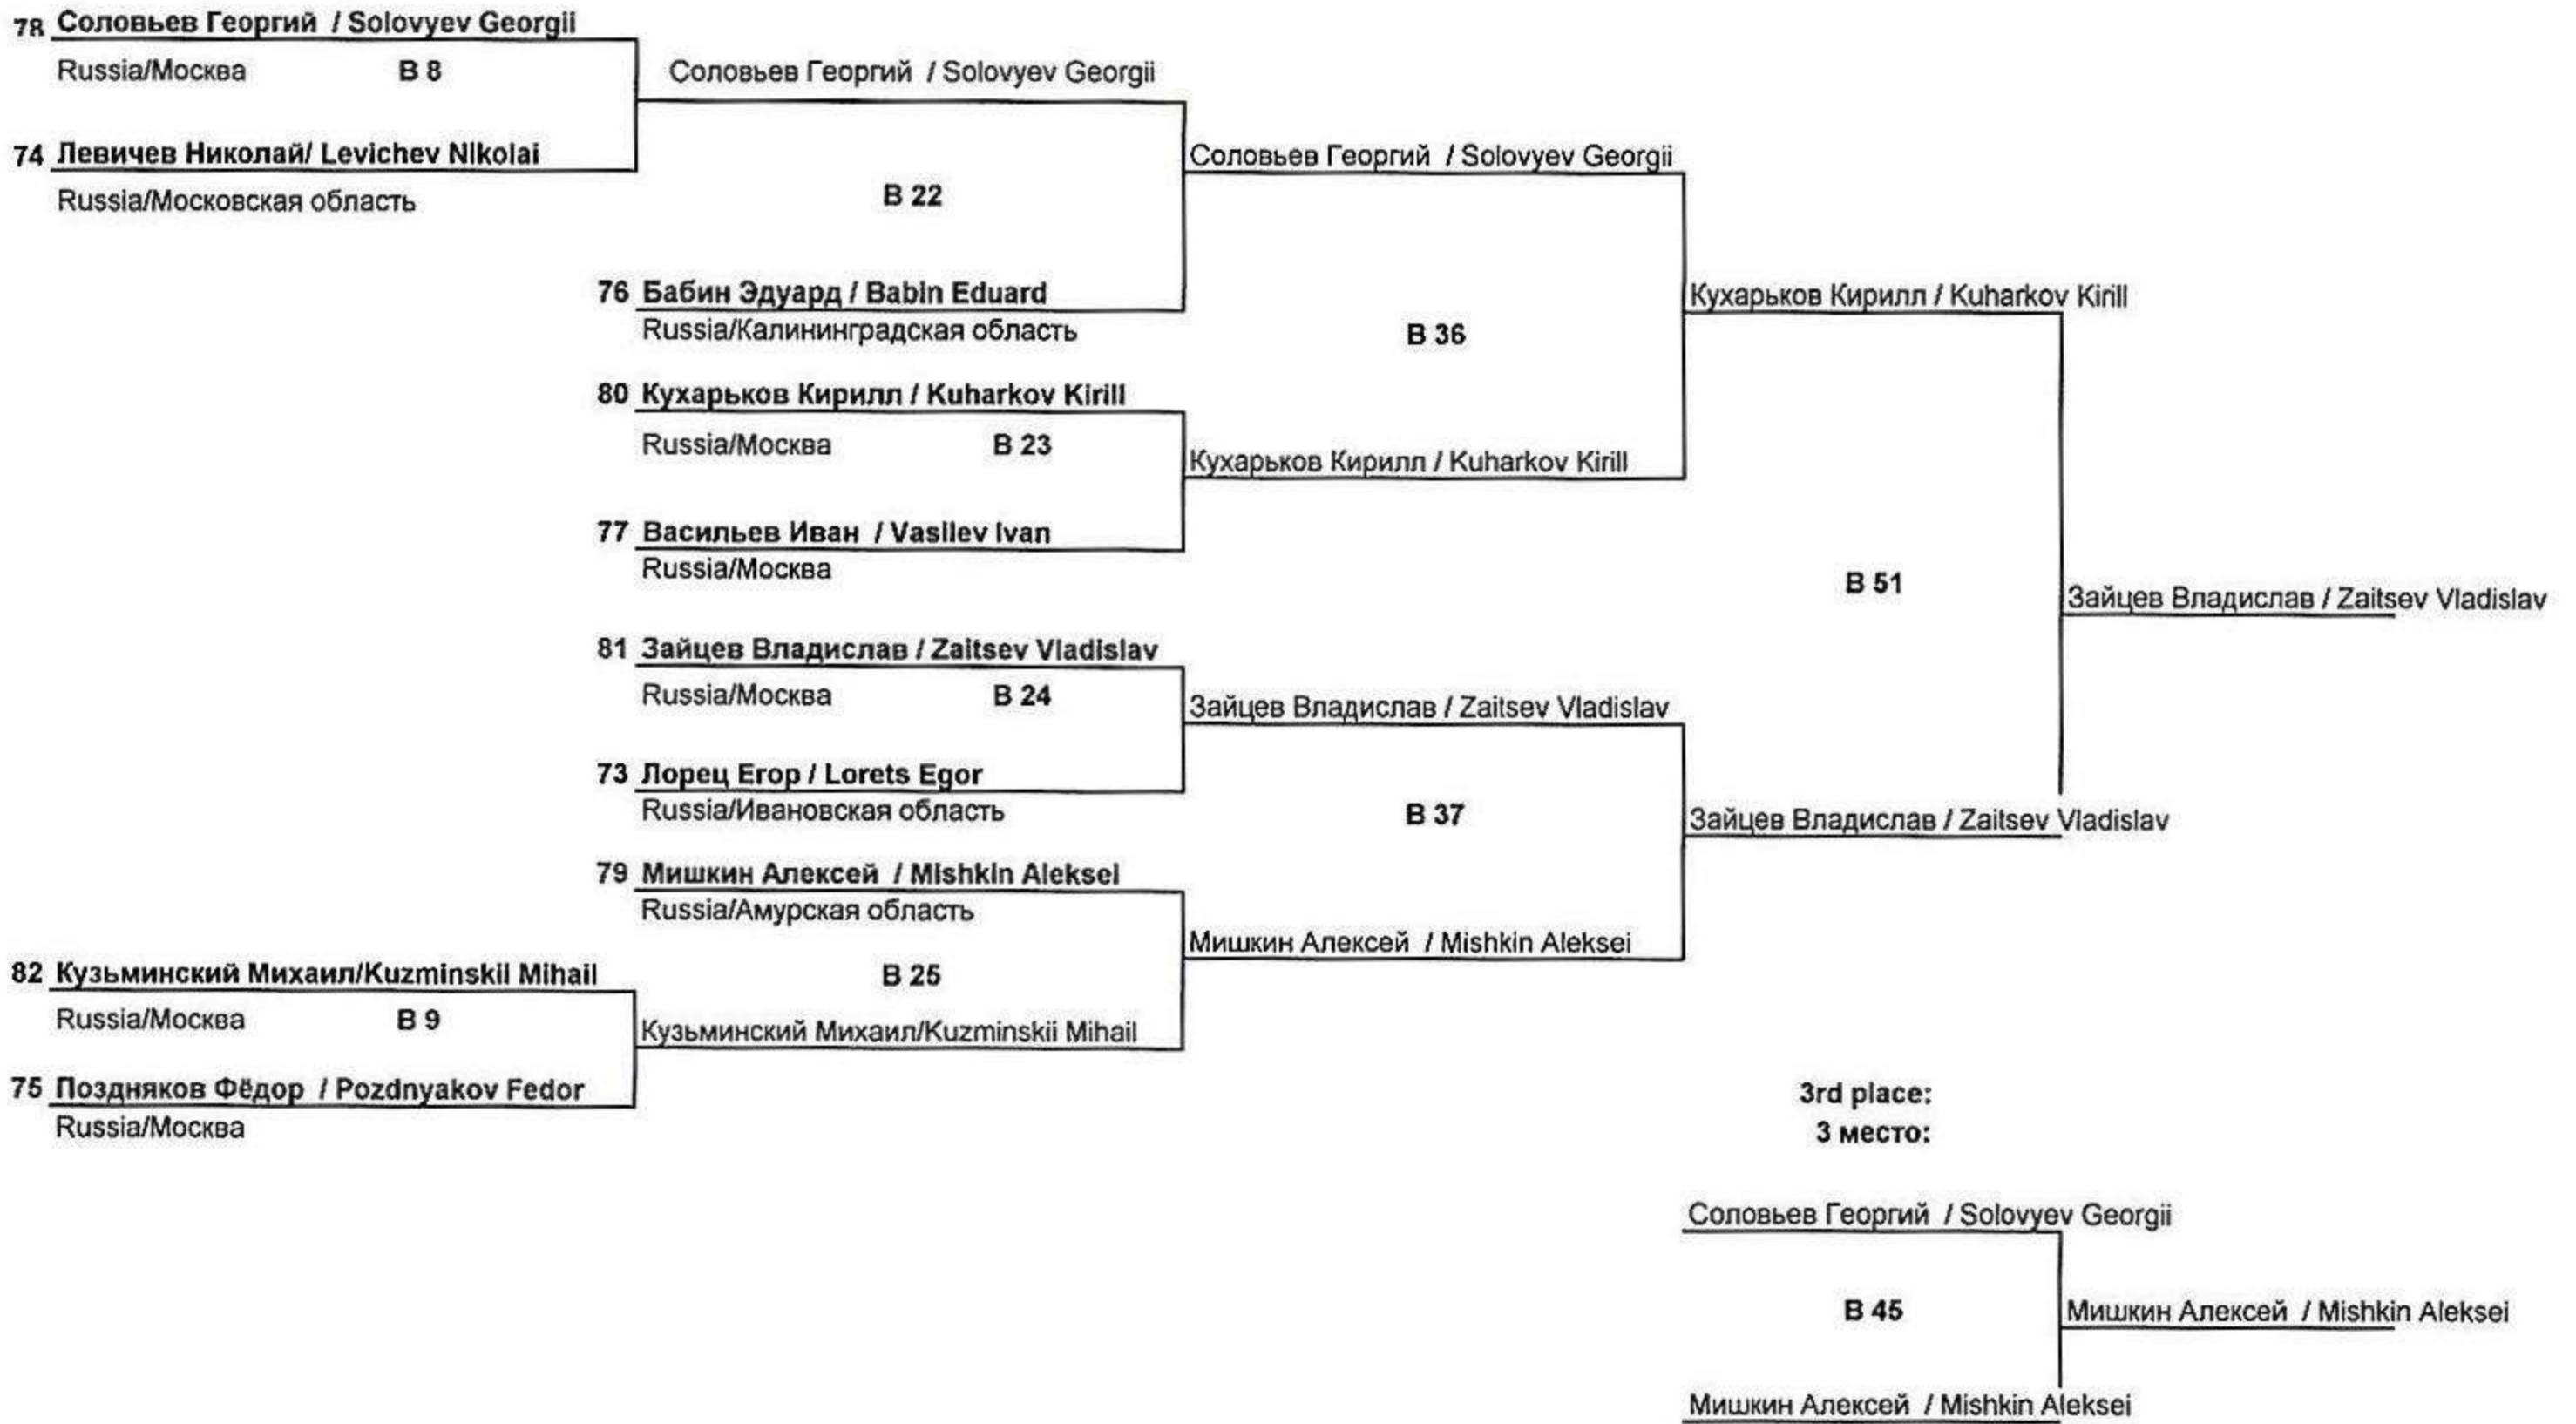 78 Соловьев Георгий / Solovyev Georgii
Russia/Москва B 8
Соловьев Георгий / Solovyev Georgii
74 Левичев Николай/ Levichev Nikolai
Russia/Московская область
Соловьев Георгий / Solovyev Georgii
B 22
76 Бабин Эдуард / Babin Eduard
Russia/Калининградская область
Кухарьков Кирилл / Kuharkov Kirill
B 36
80 Кухарьков Кирилл / Kuharkov Kirill
Russia/Москва B 23
Кухарьков Кирилл / Kuharkov Kirill
77 Васильев Иван / Vasilev Ivan
Russia/Москва
B 51
Зайцев Владислав / Zaitsev Vladislav
81 Зайцев Владислав / Zaitsev Vladislav
Russia/Москва B 24
Зайцев Владислав / Zaitsev Vladislav
73 Лорец Егор / Lorets Egor
Russia/Ивановская область
B 37
Зайцев Владислав / Zaitsev Vladislav
79 Мишкин Алексей / Mishkin Aleksei
Russia/Амурская область
Мишкин Алексей / Mishkin Aleksei
82 Кузьминский Михаил/Kuzminskii Mihail
B 25
Russia/Москва B 9
Кузьминский Михаил/Kuzminskii Mihail
75 Поздняков Фёдор / Pozdnyakov Fedor
Russia/Москва
3rd place:
3 место:
Соловьев Георгий / Solovyev Georgii
B 45
Мишкин Алексей / Mishkin Aleksei
Мишкин Алексей / Mishkin Aleksei